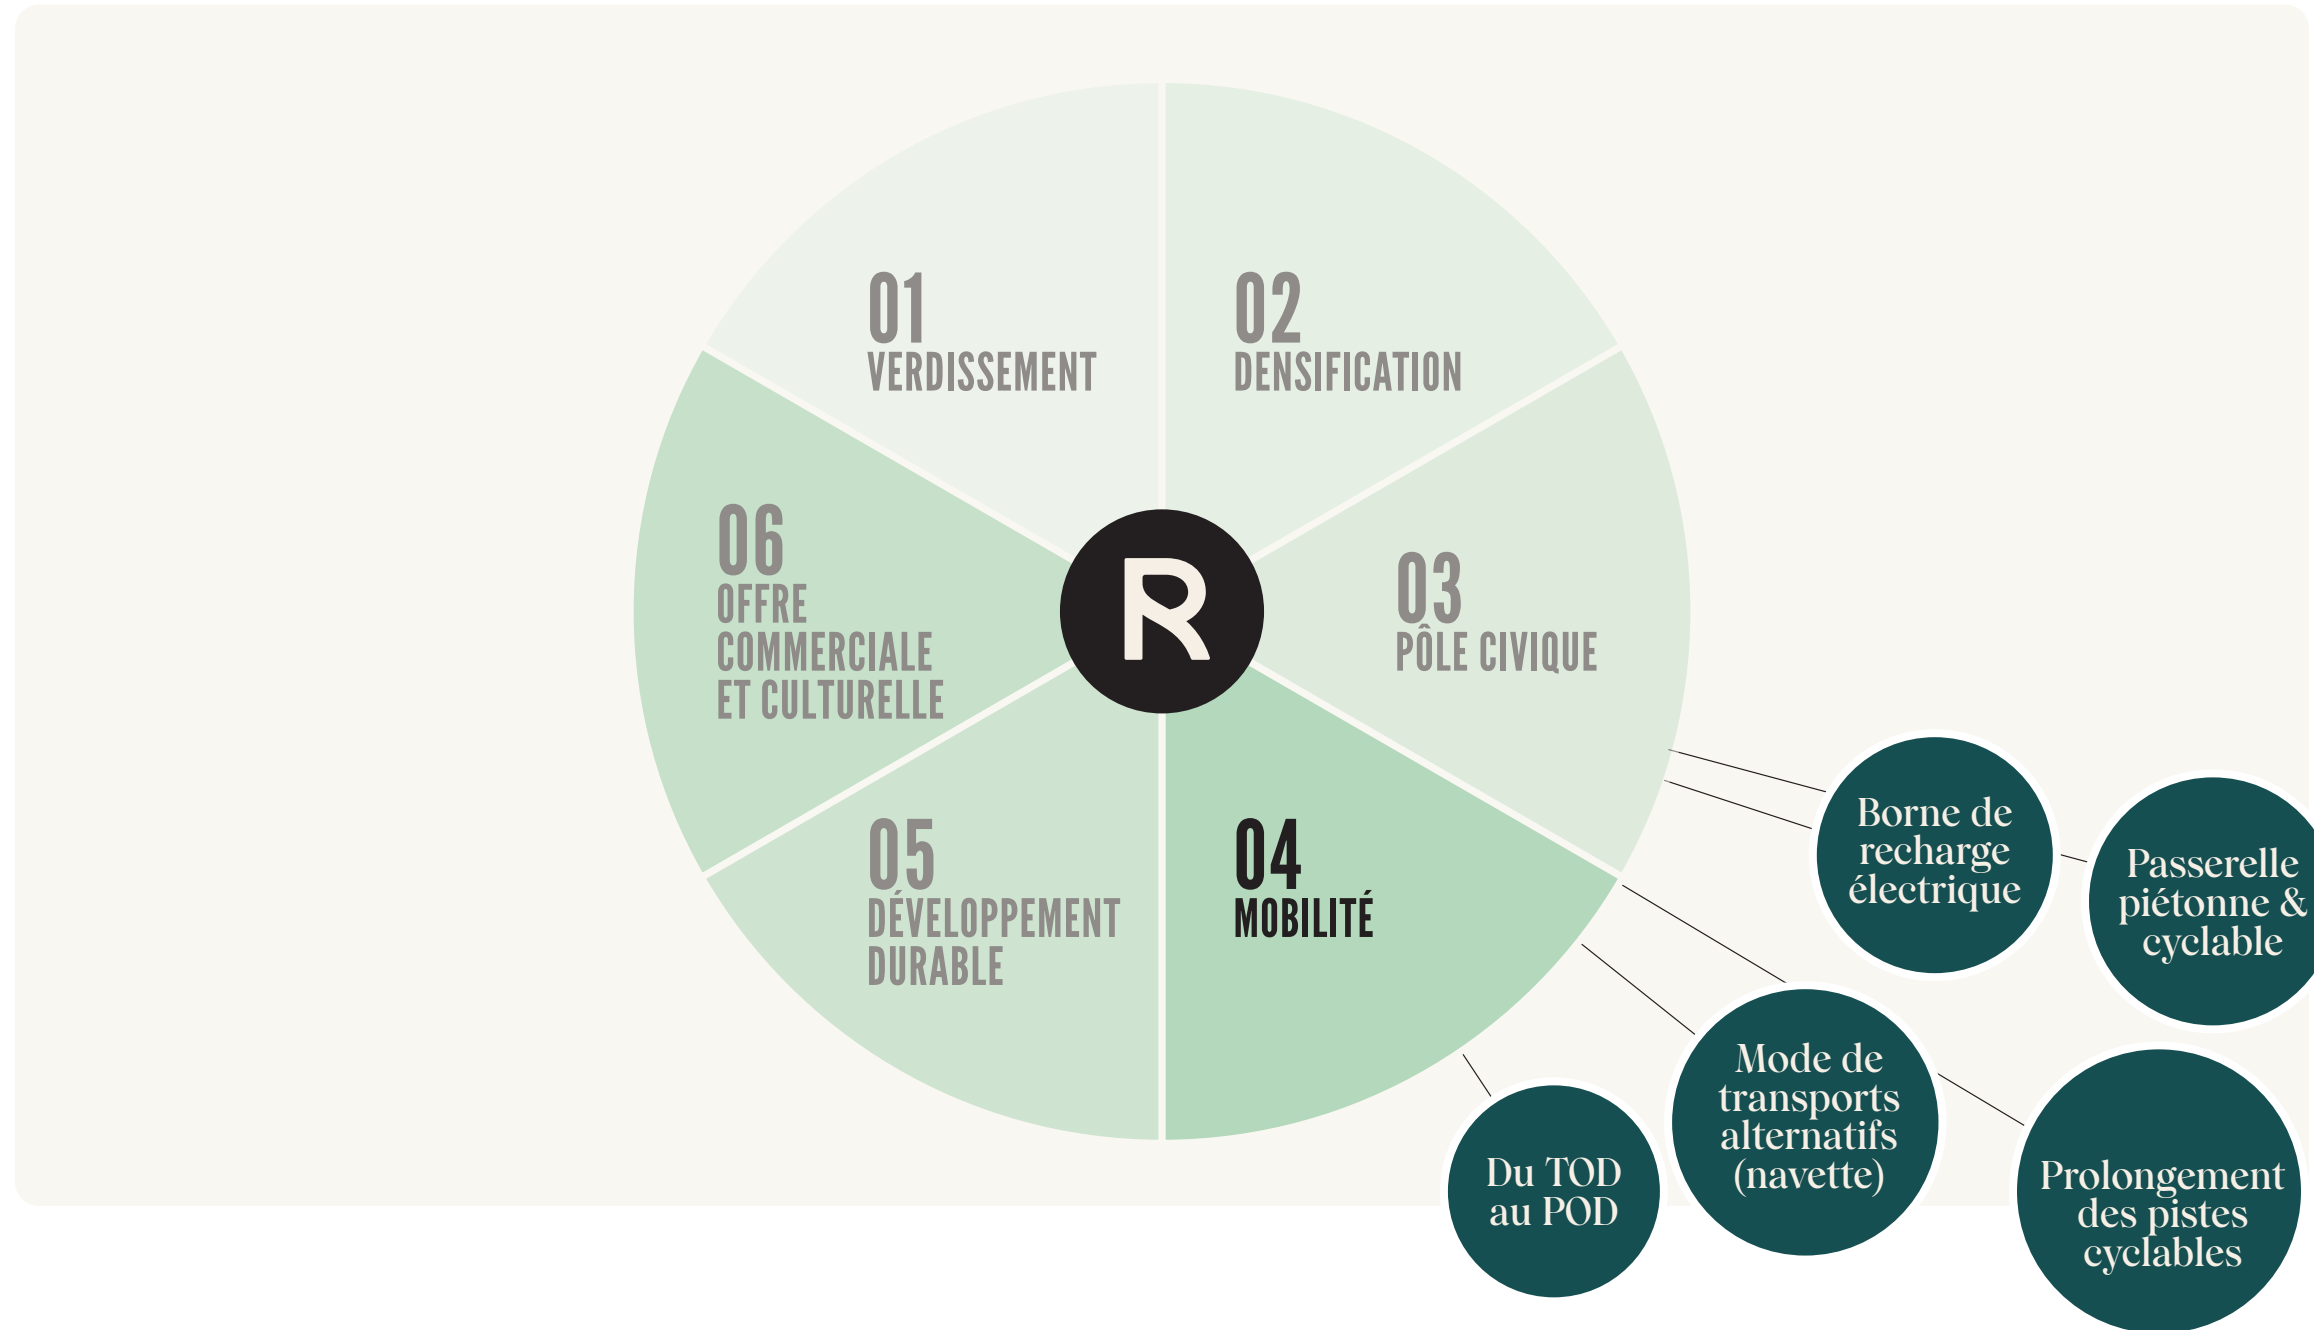 01
VERDISSEMENT
02
DENSIFICATION
03
PÔLE CIVIQUE
04
MOBILITÉ
05
DÉVELOPPEMENT
DURABLE
06
OFFRE
COMMERCIALE
ET CULTURELLE
R
Borne de
recharge
électrique
Passerelle
piétonne &
cyclable
Mode de
transports
alternatifs
(navette)
Du TOD
au POD
Prolongement
des pistes
cyclables